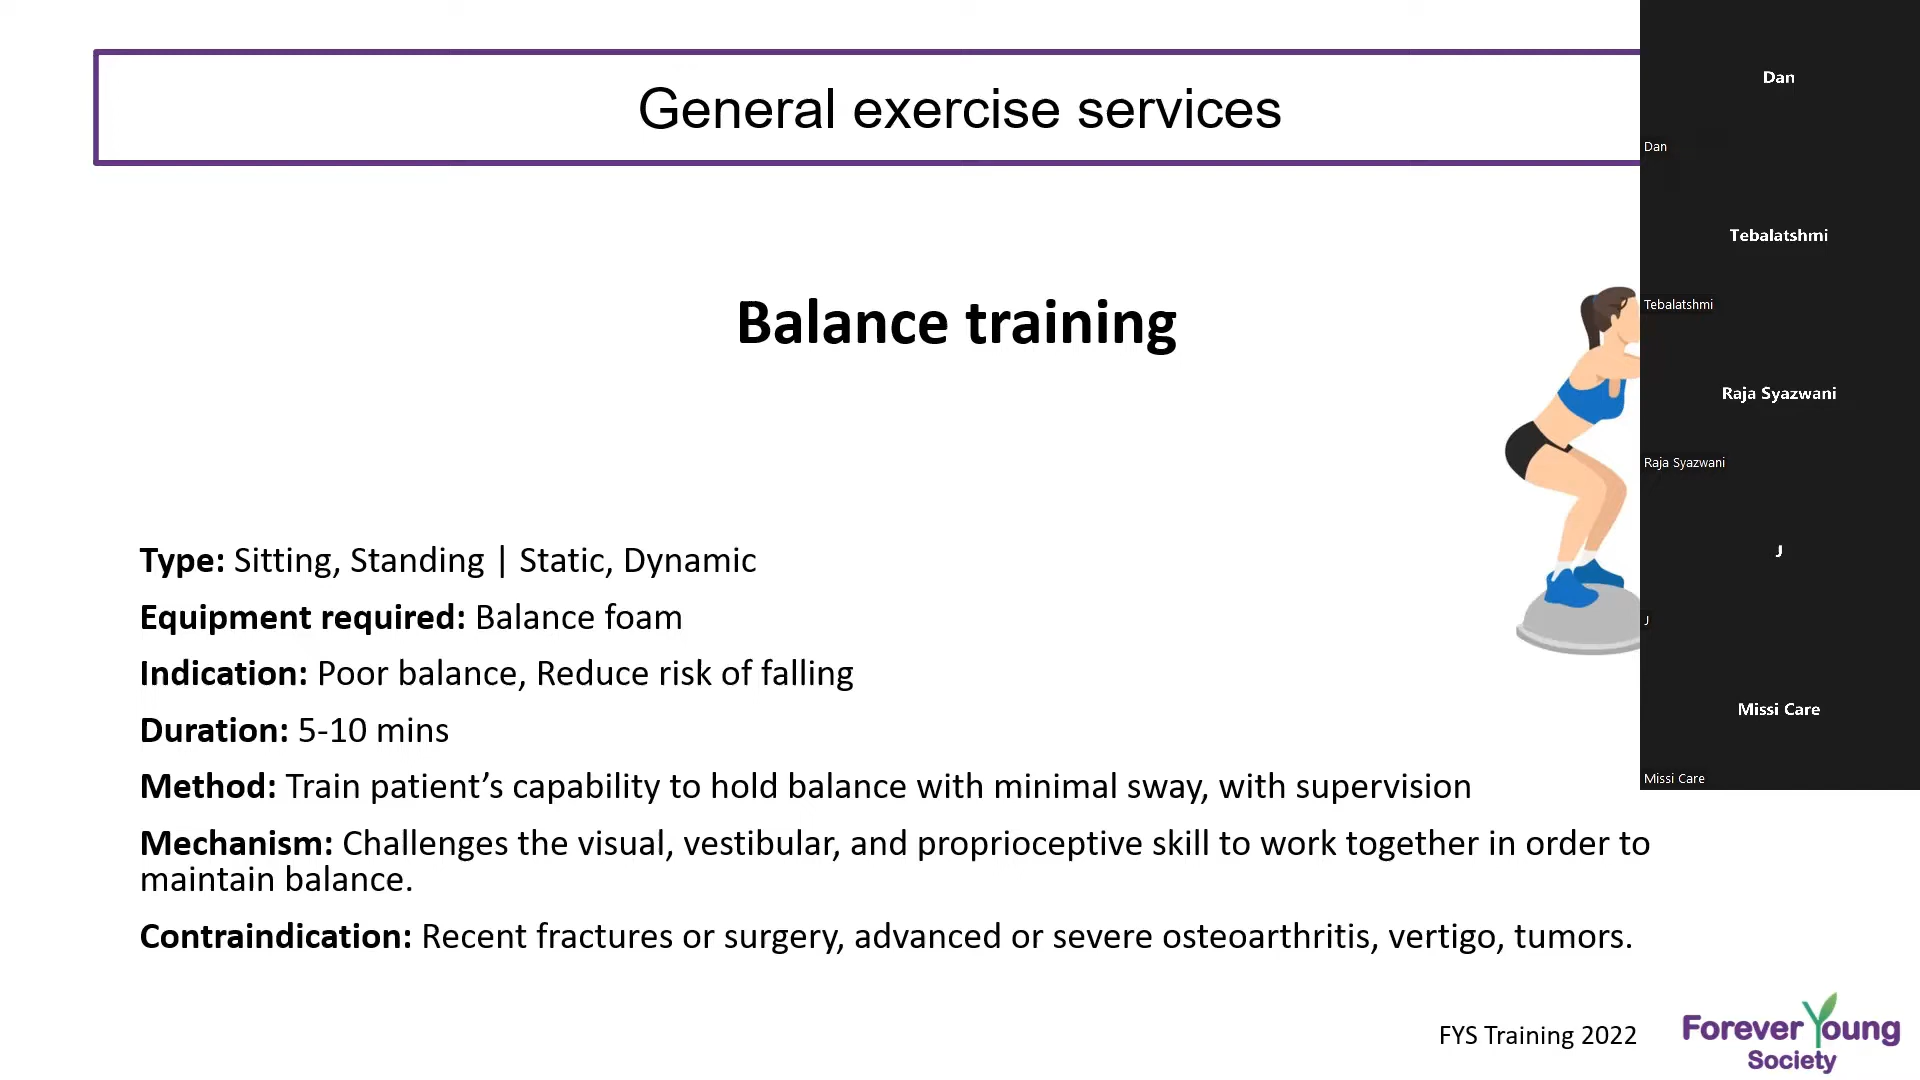 General exercise services
Balance training
Type: Sitting, Standing | Static, Dynamic
Equipment required: Balance foam
Indication: Poor balance, Reduce risk of falling
Duration: 5-10 mins
Method: Train patient’s capability to hold balance with minimal sway, with supervision
Mechanism: Challenges the visual, vestibular, and proprioceptive skill to work together in order to
maintain balance.
Contraindication: Recent fractures or surgery, advanced or severe osteoarthritis, vertigo, tumors.
FYS Training 2022
Forever Young
Society
Dan
Dan
Tebalatshmi
Tebalatshmi
Raja Syazwani
Raja Syazwani
J
J
Missi Care
Missi Care